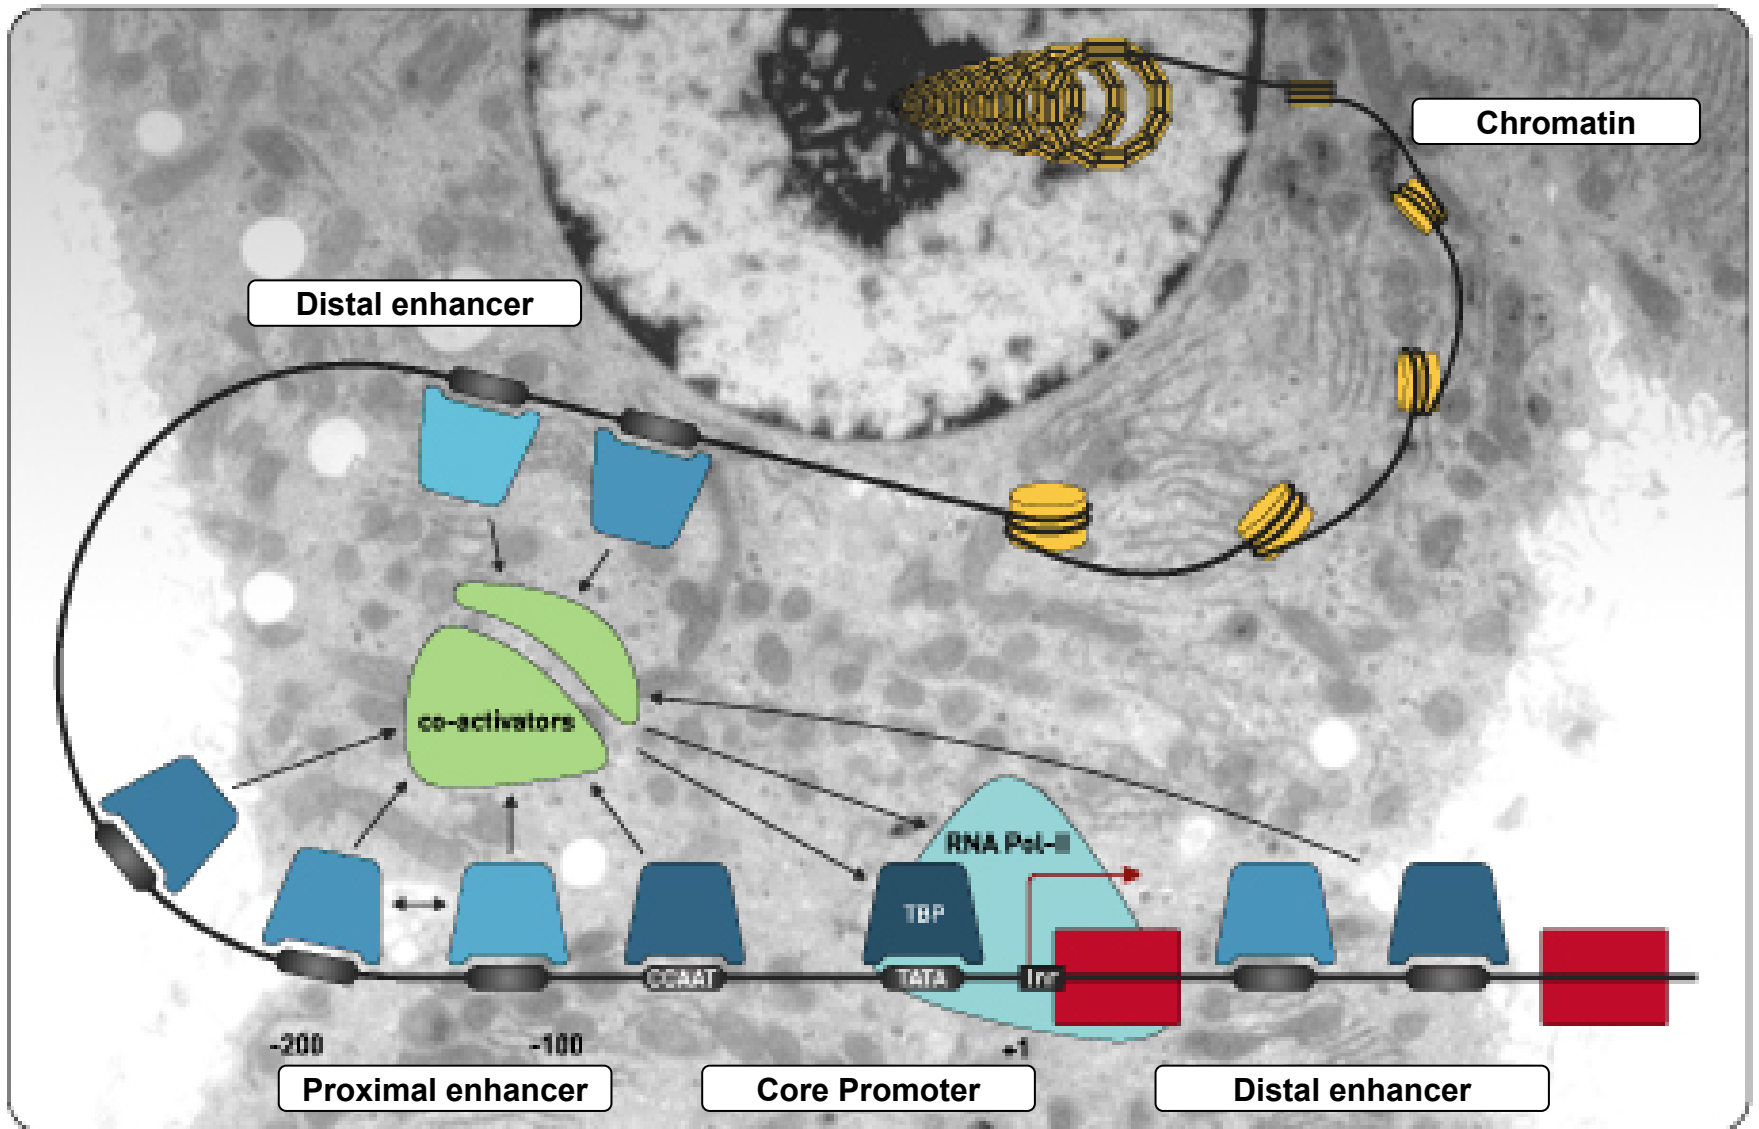 Chromatin
Distal enhancer
co-activators
RNA Pol-II
TBP
CCAAT
TATA
Inr
-200
-100
+1
Proximal enhancer
Core Promoter
Distal enhancer